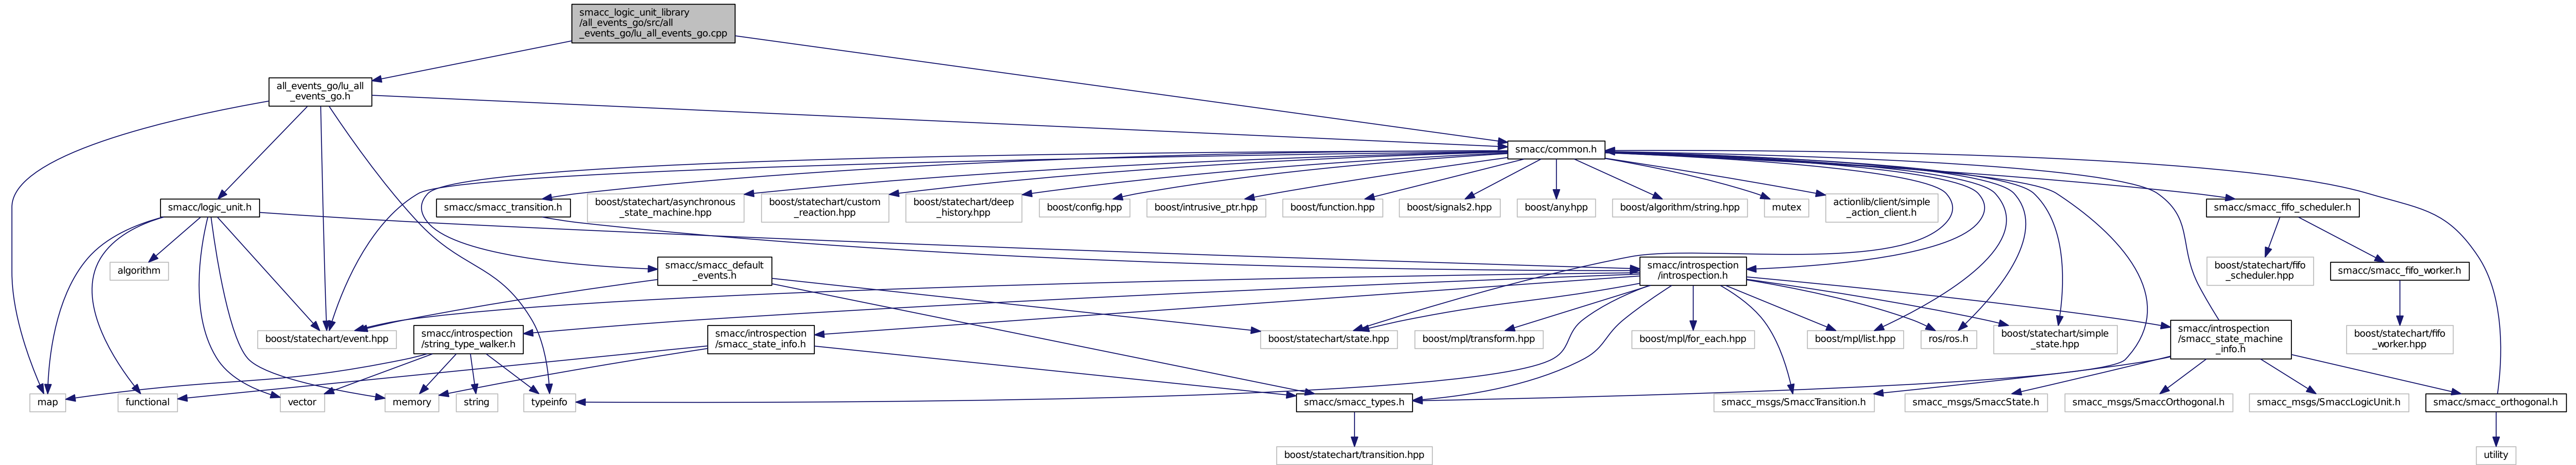 smacc_logic_unit_library
/all_events_go/src/all
_events_go/lu_all_events_go.cpp
all_events_go/lu_all
_events_go.h
smacc/common.h
smacc/logic_unit.h
smacc/smacc_transition.h
boost/statechart/asynchronous
_state_machine.hpp
boost/statechart/custom
_reaction.hpp
boost/statechart/deep
_history.hpp
boost/config.hpp
boost/intrusive_ptr.hpp
boost/function.hpp
boost/signals2.hpp
boost/any.hpp
boost/algorithm/string.hpp
mutex
actionlib/client/simple
_action_client.h
smacc/smacc_fifo_scheduler.h
algorithm
smacc/smacc_default
_events.h
smacc/introspection
/introspection.h
boost/statechart/fifo
_scheduler.hpp
smacc/smacc_fifo_worker.h
boost/statechart/event.hpp
smacc/introspection
/string_type_walker.h
smacc/introspection
/smacc_state_info.h
boost/statechart/state.hpp
boost/mpl/transform.hpp
boost/mpl/for_each.hpp
boost/mpl/list.hpp
ros/ros.h
boost/statechart/simple
_state.hpp
smacc/introspection
/smacc_state_machine
_info.h
boost/statechart/fifo
_worker.hpp
map
functional
vector
memory
string
typeinfo
smacc/smacc_types.h
smacc_msgs/SmaccTransition.h
smacc_msgs/SmaccState.h
smacc_msgs/SmaccOrthogonal.h
smacc_msgs/SmaccLogicUnit.h
smacc/smacc_orthogonal.h
boost/statechart/transition.hpp
utility